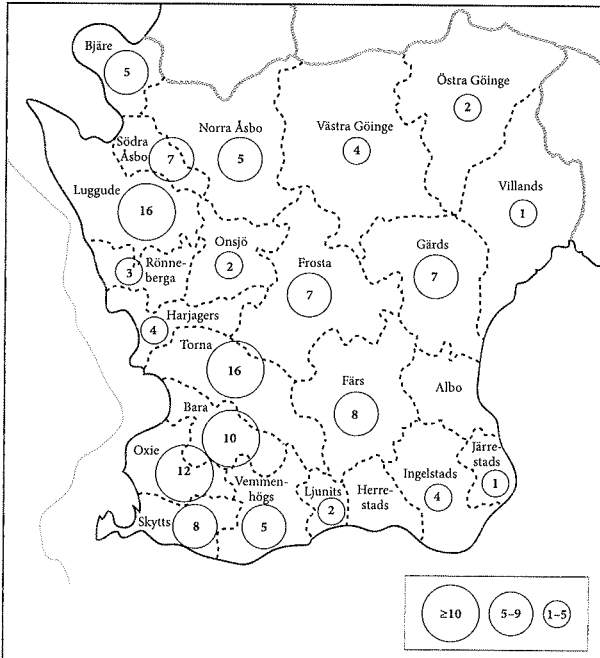 Bjäre
5
Östra Göinge
2
Södra
Åsbo
7
Norra Åsbo
5
Västra Göinge
4
Luggude
16
Villands
1
Rönne-
berga
3
Onsjö
2
Frosta
7
Gärds
7
Harjagers
4
Torna
16
Färs
8
Albo
Bara
10
Oxie
12
Vemmen-
högs
5
Ljunits
2
Herre-
stads
Ingelstads
4
Järre-
stads
1
Skytts
8
≥10
5–9
1–5